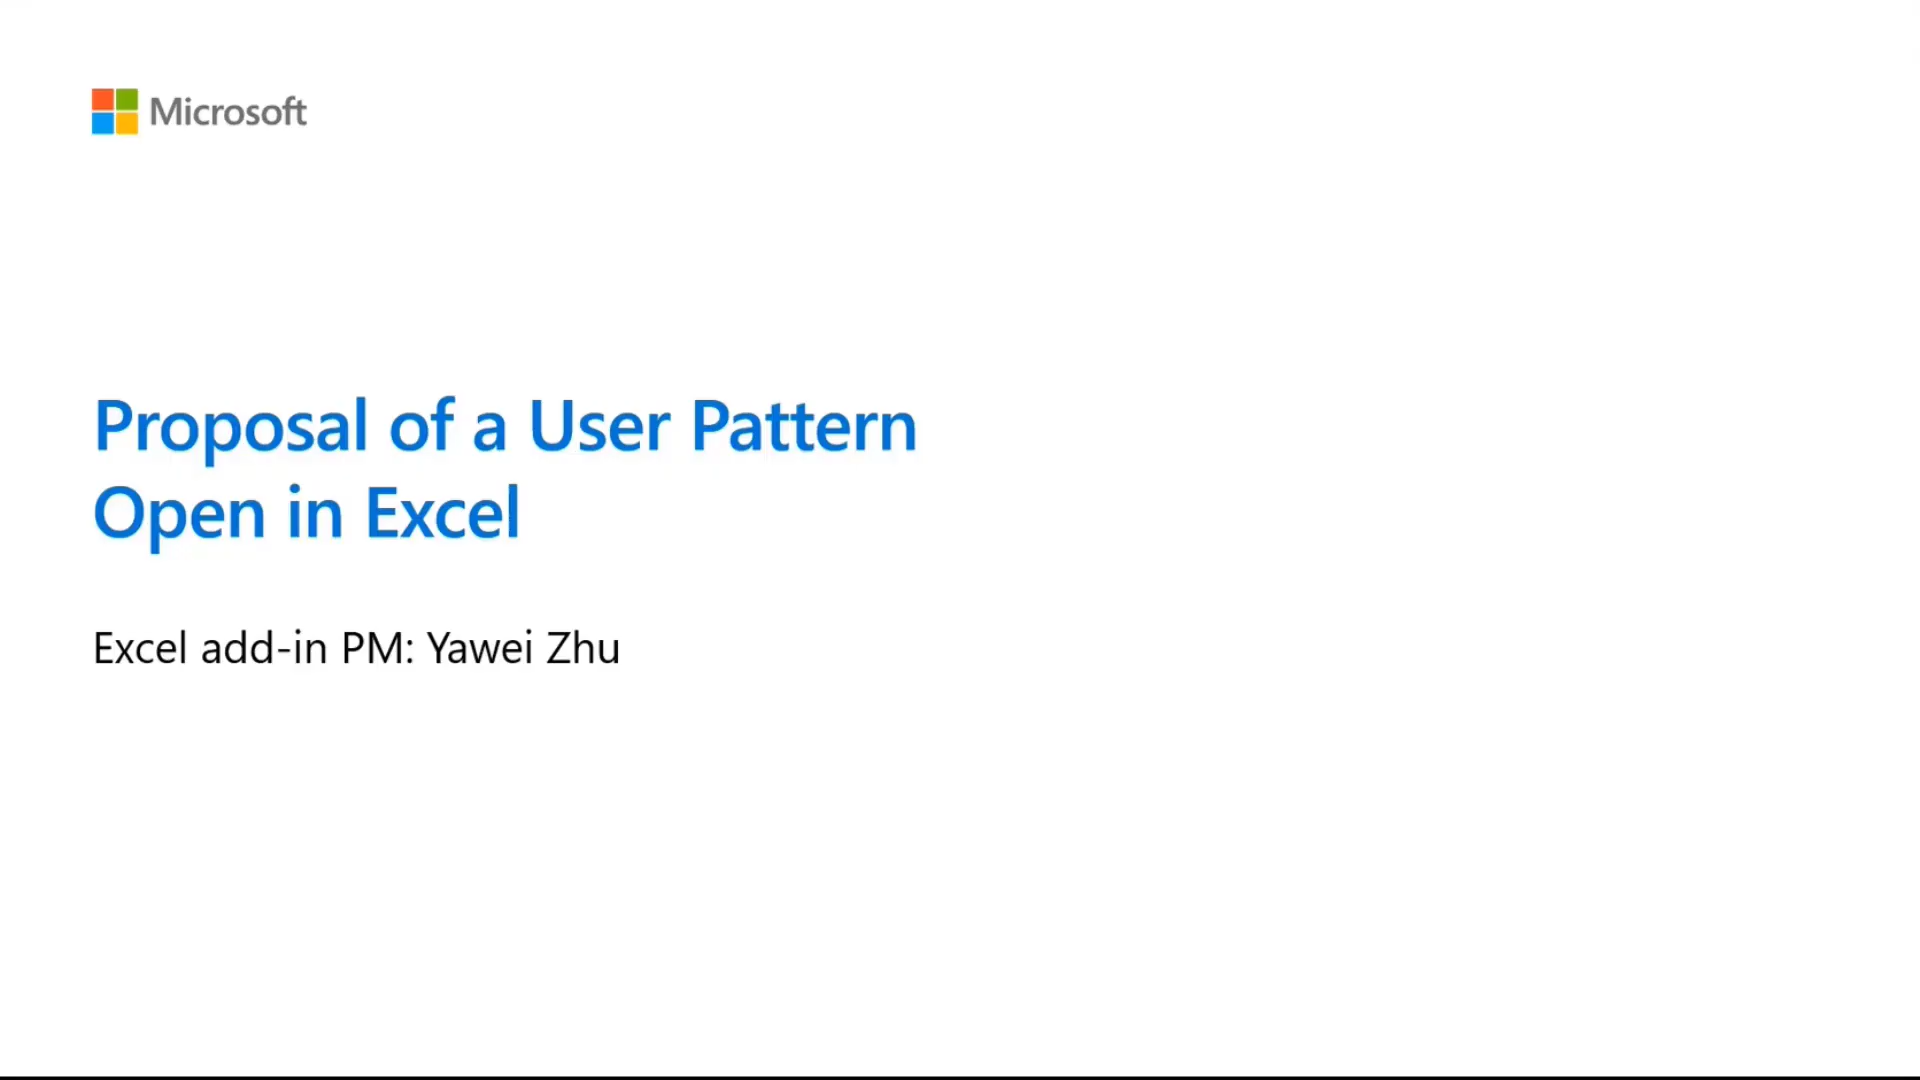 Microsoft
Proposal of a User Pattern
Open in Excel
Excel add-in PM: Yawei Zhu